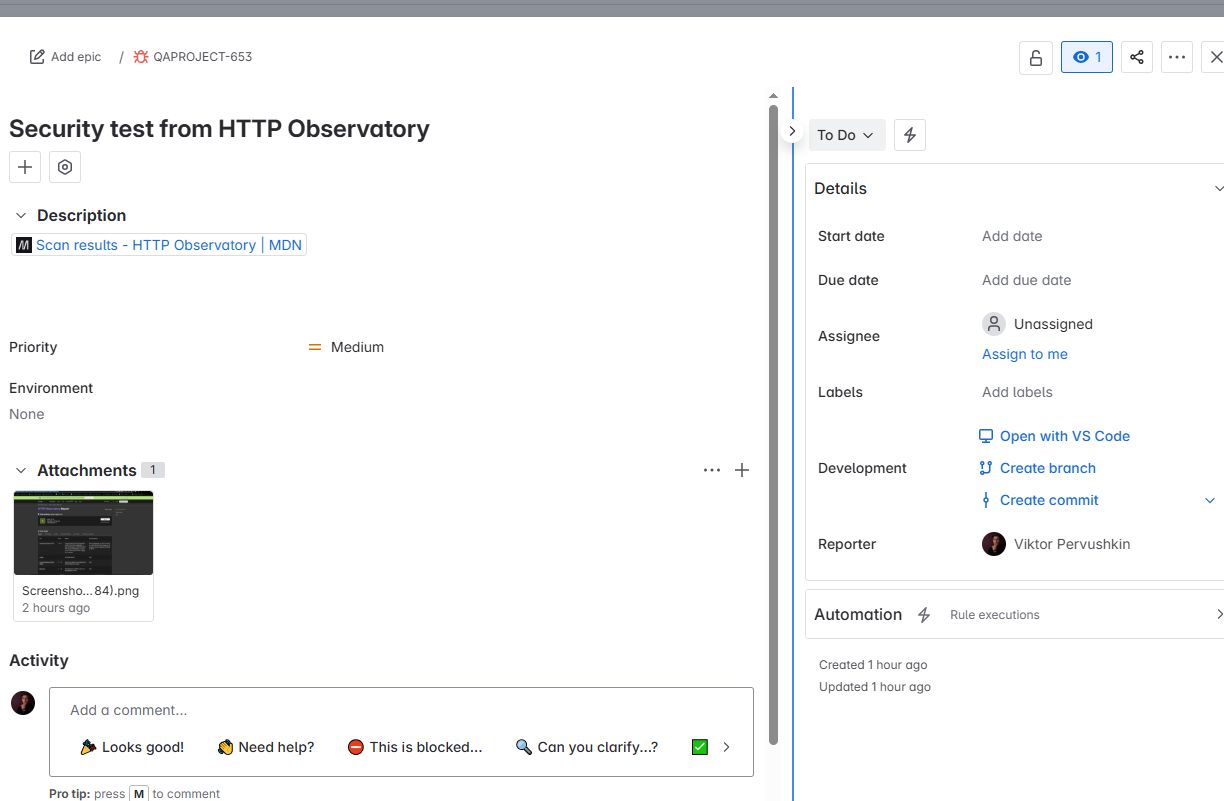 Add epic / QAPROJECT-653
1
Security test from HTTP Observatory
Description
Scan results - HTTP Observatory | MDN
Priority
Medium
Environment
None
Attachments 1
Screensho...84).png
2 hours ago
Activity
Add a comment...
Looks good!
Need help?
This is blocked...
Can you clarify...?
Pro tip: press M to comment
To Do
Details
Start date
Add date
Due date
Add due date
Assignee
Unassigned
Assign to me
Labels
Add labels
Development
Open with VS Code
Create branch
Create commit
Reporter
Viktor Pervushkin
Automation
Rule executions
Created 1 hour ago
Updated 1 hour ago